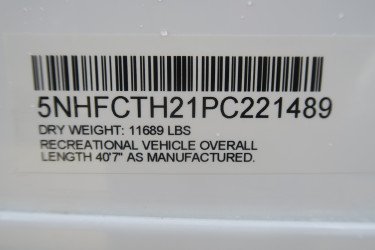 5NHFCTH21PC221489
DRY WEIGHT: 11689 LBS
RECREATIONAL VEHICLE OVERALL
LENGTH 40'7" AS MANUFACTURED.